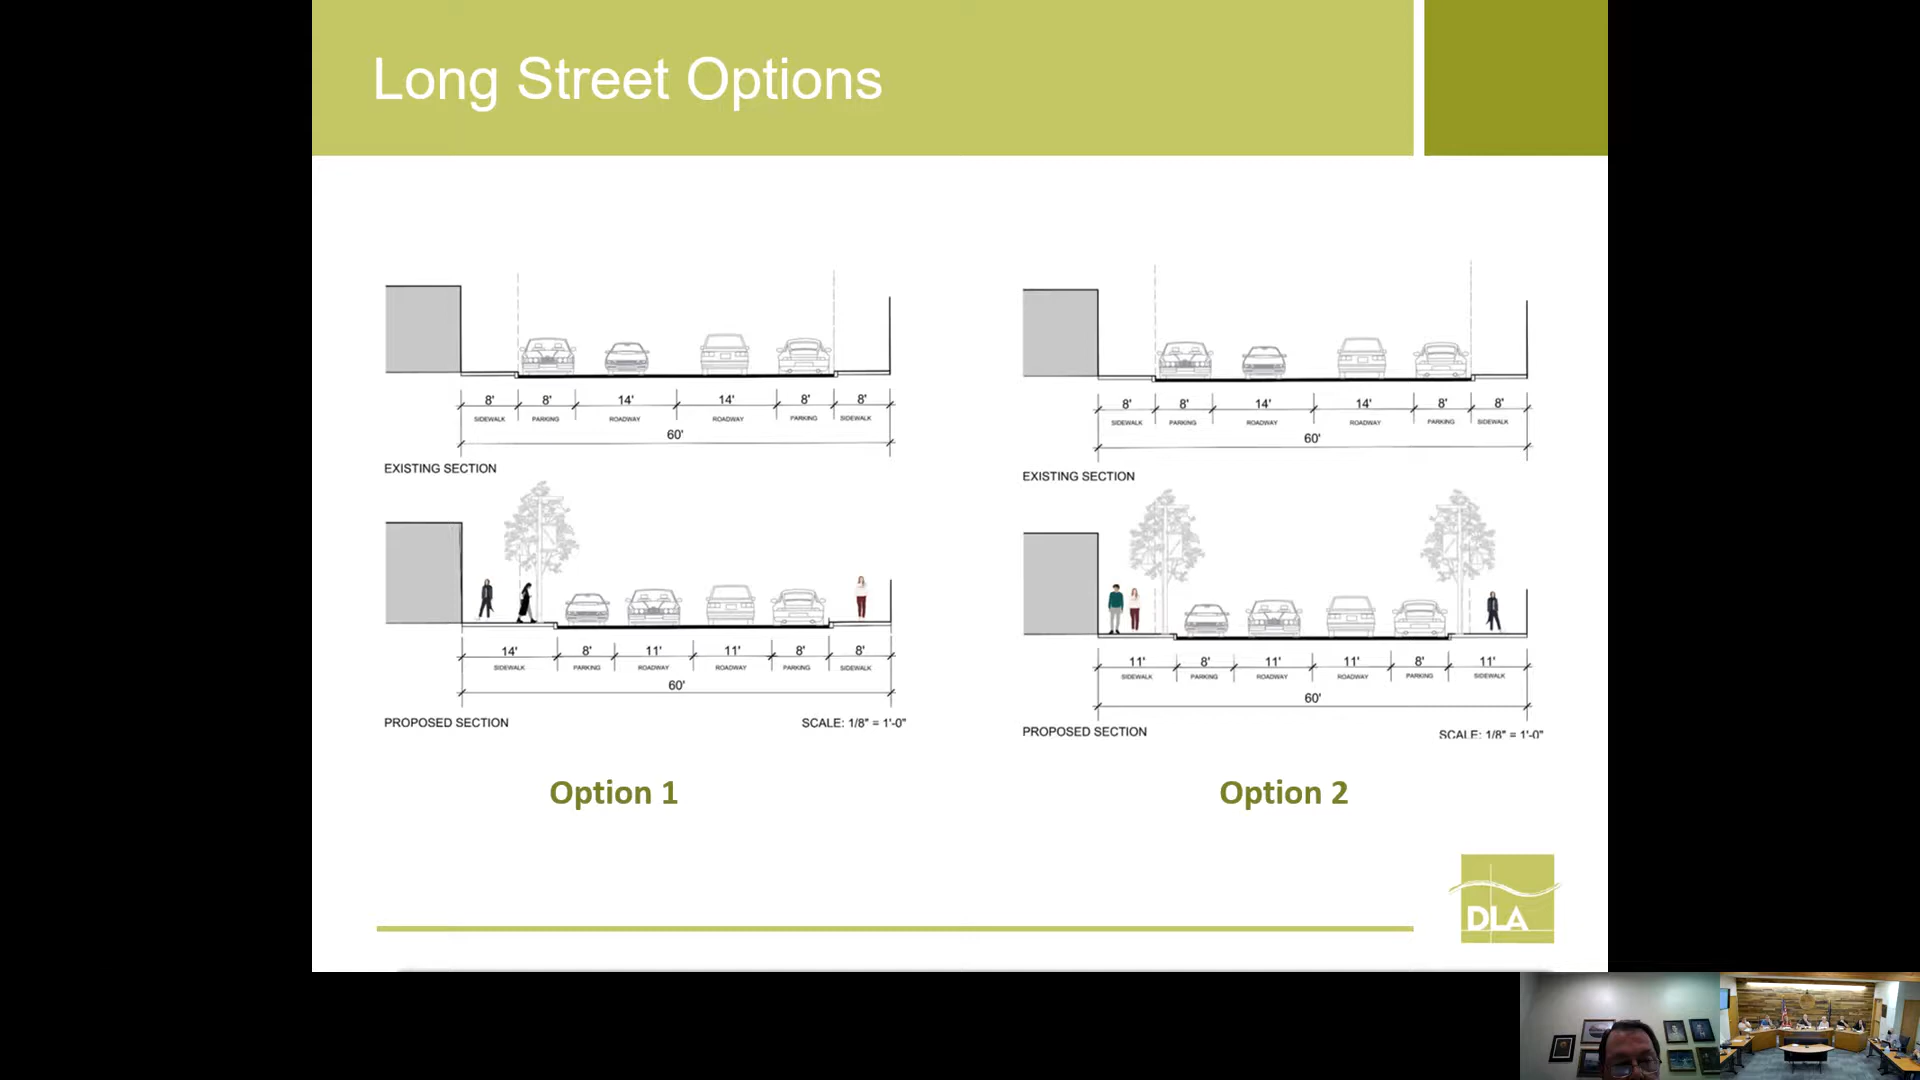 Long Street Options
8' 8' 14' 14' 8' 8'
SIDEWALK PARKING ROADWAY ROADWAY PARKING SIDEWALK
60'
EXISTING SECTION
14' 8' 11' 11' 8' 8'
SIDEWALK PARKING ROADWAY ROADWAY PARKING SIDEWALK
60'
PROPOSED SECTION SCALE: 1/8" = 1'-0"
Option 1
8' 8' 14' 14' 8' 8'
SIDEWALK PARKING ROADWAY ROADWAY PARKING SIDEWALK
60'
EXISTING SECTION
11' 8' 11' 11' 8' 11'
SIDEWALK PARKING ROADWAY ROADWAY PARKING SIDEWALK
60'
PROPOSED SECTION SCALE: 1/8" = 1'-0"
Option 2
DLA